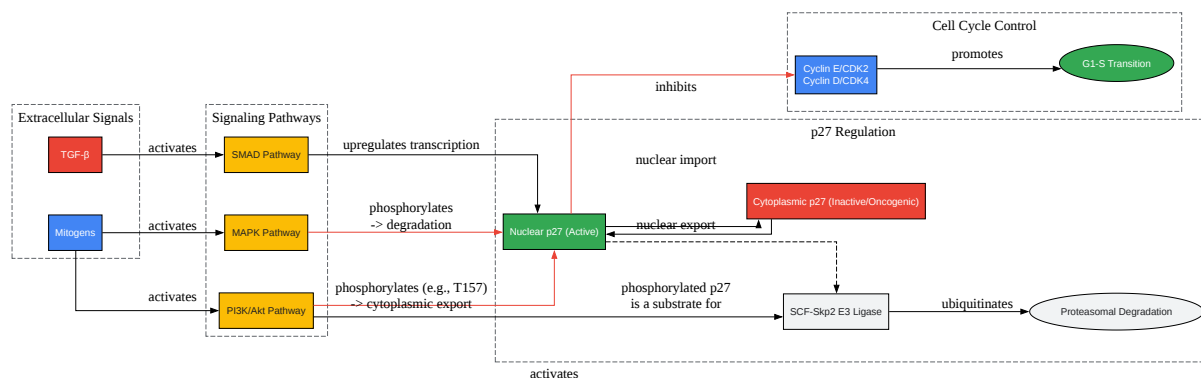 Cell Cycle Control
Cyclin E/CDK2
Cyclin D/CDK4
promotes
G1-S Transition
inhibits
Extracellular Signals
Signaling Pathways
p27 Regulation
TGF-β
activates
SMAD Pathway
upregulates transcription
nuclear import
Cytoplasmic p27 (Inactive/Oncogenic)
Mitogens
activates
MAPK Pathway
phosphorylates
-> degradation
Nuclear p27 (Active)
nuclear export
activates
PI3K/Akt Pathway
phosphorylates (e.g., T157)
-> cytoplasmic export
phosphorylated p27
is a substrate for
SCF-Skp2 E3 Ligase
ubiquitinates
Proteasomal Degradation
activates